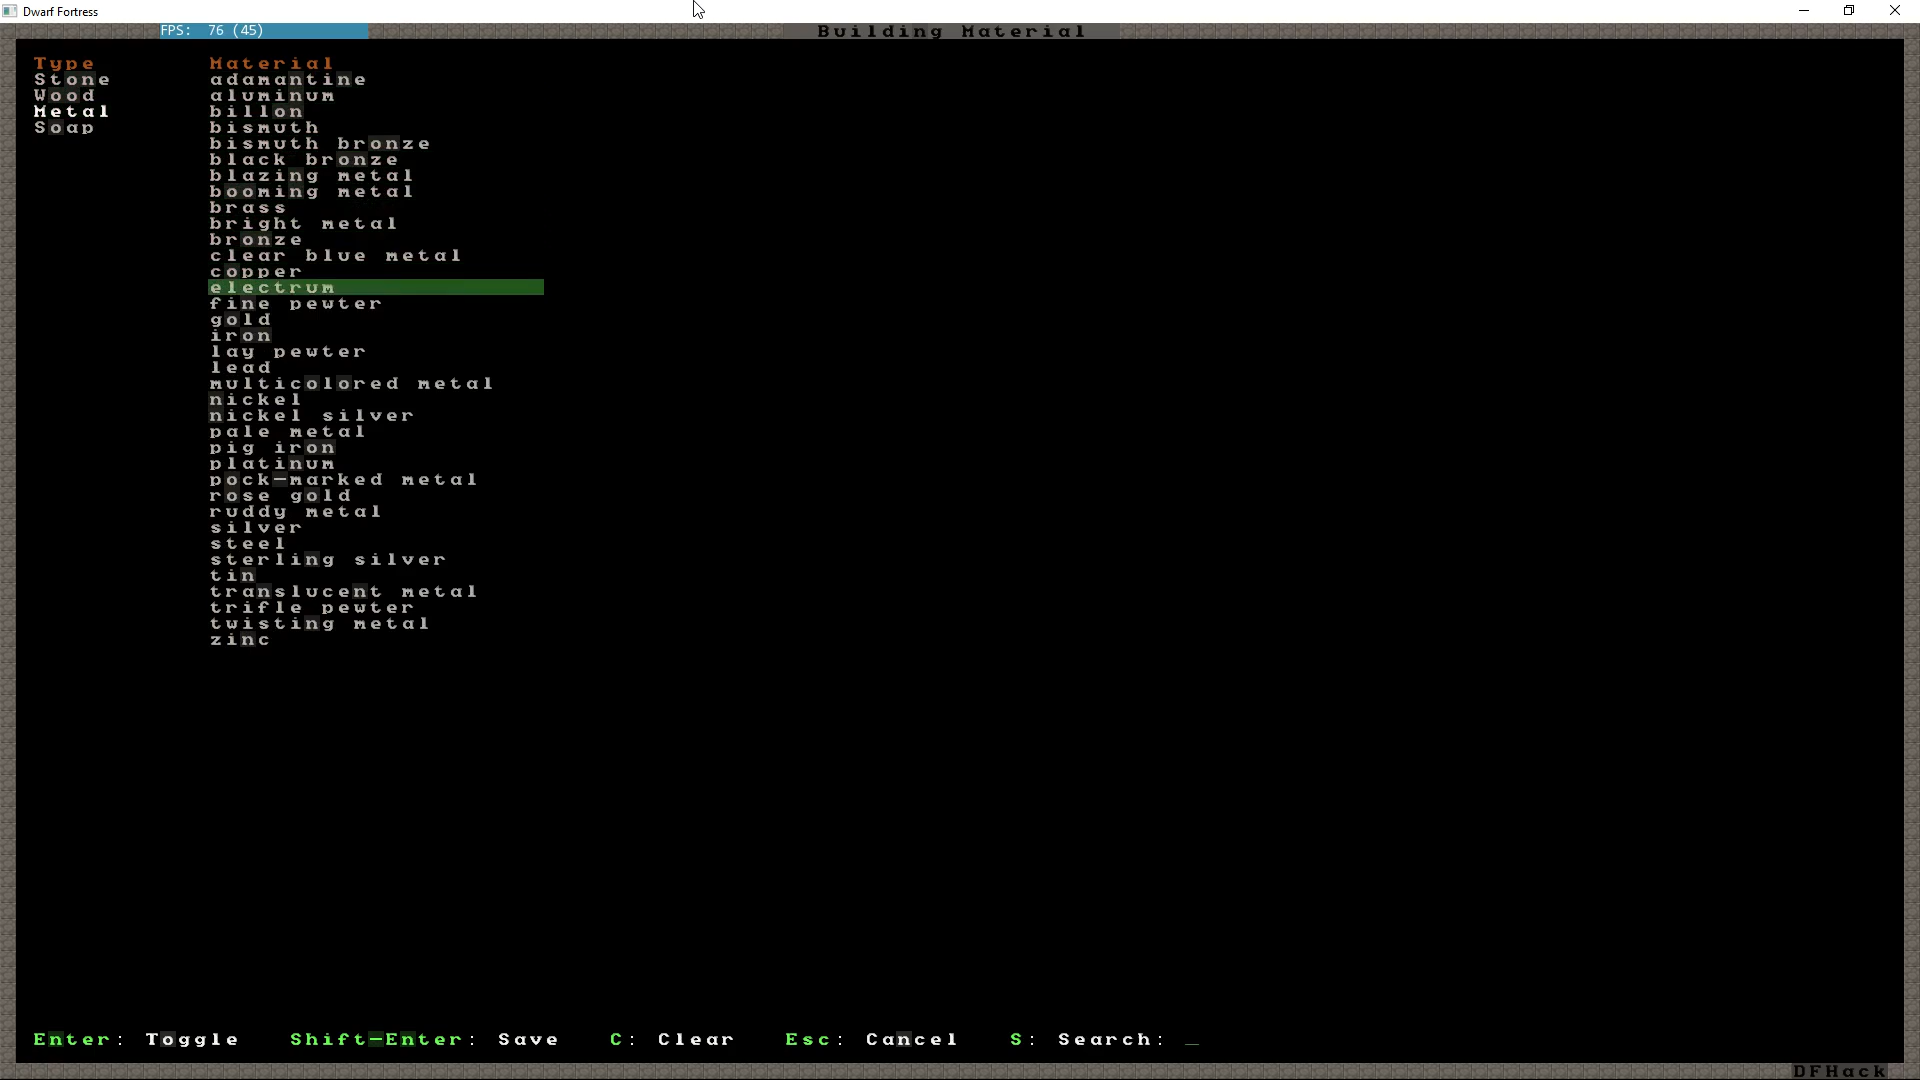 Dwarf Fortress
FPS: 76 (45)
Building Material
Type
Stone
Wood
Metal
Soap
Material
adamantine
aluminum
billon
bismuth
bismuth bronze
black bronze
blazing metal
booming metal
brass
bright metal
bronze
clear blue metal
copper
electrum
fine pewter
gold
iron
lay pewter
lead
multicolored metal
nickel
nickel silver
pale metal
pig iron
platinum
pock-marked metal
rose gold
ruddy metal
silver
steel
sterling silver
tin
translucent metal
trifle pewter
twisting metal
zinc
Enter: Toggle Shift-Enter: Save C: Clear Esc: Cancel S: Search: _
DFHack